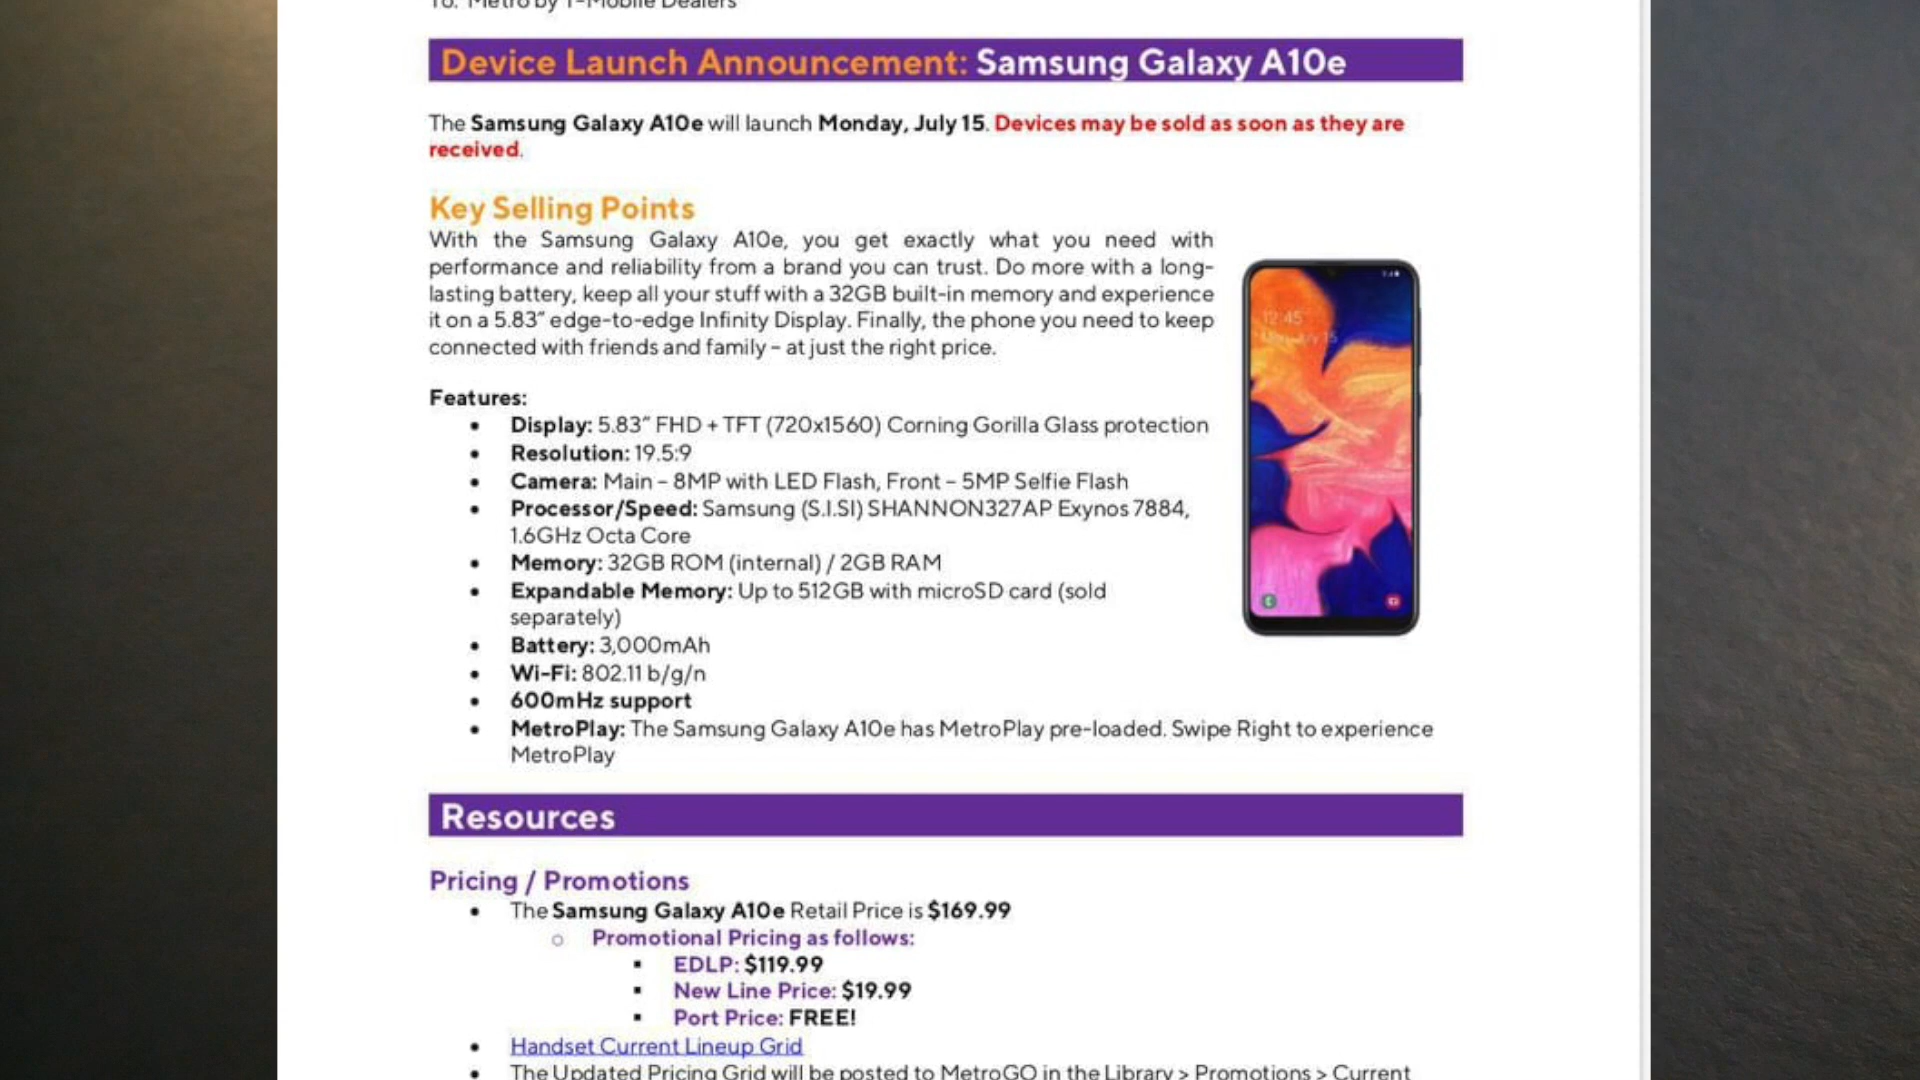 To: Metro by T-Mobile Dealers
Device Launch Announcement: Samsung Galaxy A10e
The Samsung Galaxy A10e will launch Monday, July 15. Devices may be sold as soon as they are
received.
Key Selling Points
With the Samsung Galaxy A10e, you get exactly what you need with
performance and reliability from a brand you can trust. Do more with a long-
lasting battery, keep all your stuff with a 32GB built-in memory and experience
it on a 5.83” edge-to-edge Infinity Display. Finally, the phone you need to keep
connected with friends and family – at just the right price.
12:45
Mon, July 15
Features:
• Display: 5.83” FHD + TFT (720x1560) Corning Gorilla Glass protection
• Resolution: 19.5:9
• Camera: Main – 8MP with LED Flash, Front – 5MP Selfie Flash
• Processor/Speed: Samsung (S.I.SI) SHANNON327AP Exynos 7884,
1.6GHz Octa Core
• Memory: 32GB ROM (internal) / 2GB RAM
• Expandable Memory: Up to 512GB with microSD card (sold
separately)
• Battery: 3,000mAh
• Wi-Fi: 802.11 b/g/n
• 600mHz support
• MetroPlay: The Samsung Galaxy A10e has MetroPlay pre-loaded. Swipe Right to experience
MetroPlay
Resources
Pricing / Promotions
• The Samsung Galaxy A10e Retail Price is $169.99
o Promotional Pricing as follows:
▪ EDLP: $119.99
▪ New Line Price: $19.99
▪ Port Price: FREE!
• Handset Current Lineup Grid
• The Updated Pricing Grid will be posted to MetroGO in the Library > Promotions > Current